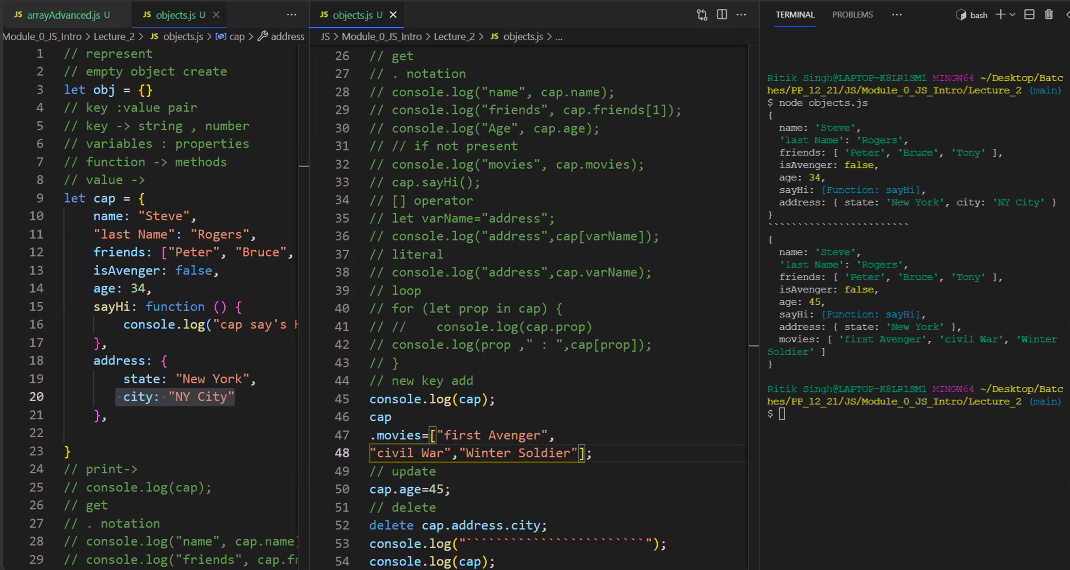 JS arrayAdvanced.js U
JS objects.js U ×
···
Module_0_JS_Intro > Lecture_2 > JS objects.js > cap > address
1 // represent
2 // empty object create
3 let obj = {}
4 // key :value pair
5 // key -> string , number
6 // variables : properties
7 // function -> methods
8 // value ->
9 let cap = {
10 name: "Steve",
11 "last Name": "Rogers",
12 friends: ["Peter", "Bruce",
13 isAvenger: false,
14 age: 34,
15 sayHi: function () {
16 console.log("cap say's H
17 },
18 address: {
19 state: "New York",
20 city: "NY City"
21 },
22
23 }
24 // print->
25 // console.log(cap);
26 // get
27 // . notation
28 // console.log("name", cap.name)
29 // console.log("friends", cap.fr
JS objects.js U ×
···
JS > Module_0_JS_Intro > Lecture_2 > JS objects.js > ...
26 // get
27 // . notation
28 // console.log("name", cap.name);
29 // console.log("friends", cap.friends[1]);
30 // console.log("Age", cap.age);
31 // // if not present
32 // console.log("movies", cap.movies);
33 // cap.sayHi();
34 // [] operator
35 // let varName="address";
36 // console.log("address",cap[varName]);
37 // literal
38 // console.log("address",cap.varName);
39 // loop
40 // for (let prop in cap) {
41 // // console.log(cap.prop)
42 // console.log(prop ," : ",cap[prop]);
43 // }
44 // new key add
45 console.log(cap);
46 cap
47 .movies=["first Avenger",
48 "civil War","Winter Soldier"];
49 // update
50 cap.age=45;
51 // delete
52 delete cap.address.city;
53 console.log("````````````````````````");
54 console.log(cap);
TERMINAL PROBLEMS ··· bash
Ritik Singh@LAPTOP-K8LR15M1 MINGW64 ~/Desktop/Batc
hes/PP_12_21/JS/Module_0_JS_Intro/Lecture_2 (main)
$ node objects.js
{
name: 'Steve',
'last Name': 'Rogers',
friends: [ 'Peter', 'Bruce', 'Tony' ],
isAvenger: false,
age: 34,
sayHi: [Function: sayHi],
address: { state: 'New York', city: 'NY City' }
}
````````````````````````
{
name: 'Steve',
'last Name': 'Rogers',
friends: [ 'Peter', 'Bruce', 'Tony' ],
isAvenger: false,
age: 45,
sayHi: [Function: sayHi],
address: { state: 'New York' },
movies: [ 'first Avenger', 'civil War', 'Winter
Soldier' ]
}
Ritik Singh@LAPTOP-K8LR15M1 MINGW64 ~/Desktop/Batc
hes/PP_12_21/JS/Module_0_JS_Intro/Lecture_2 (main)
$